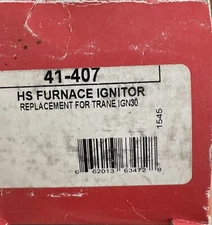 41-407
HS FURNACE IGNITOR
REPLACEMENT FOR TRANE IGN30
1545
6 62013 63472 8